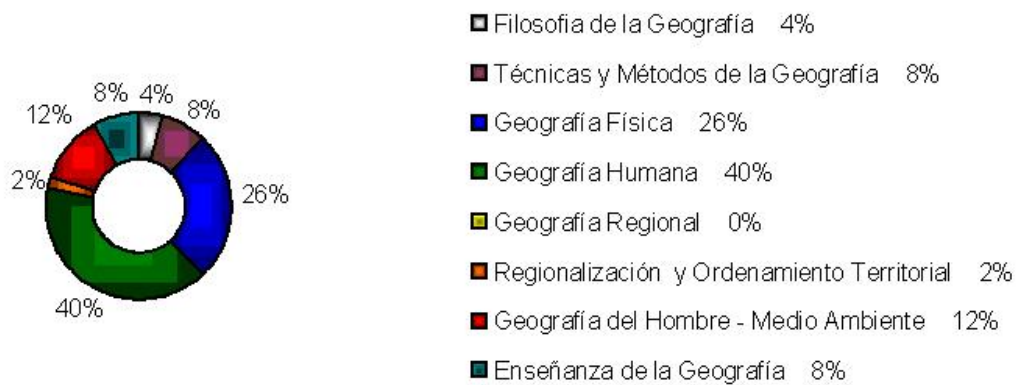 8% 4%
8%
12%
2%
26%
40%
Filosofia de la Geografía 4%
Técnicas y Métodos de la Geografía 8%
Geografía Física 26%
Geografía Humana 40%
Geografía Regional 0%
Regionalización y Ordenamiento Territorial 2%
Geografía del Hombre - Medio Ambiente 12%
Enseñanza de la Geografía 8%